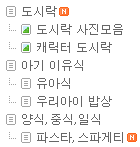 도시락 N
도시락 사진모음
캐릭터 도시락
아기 이유식
유아식
우리아이 밥상
양식,중식,일식
파스타, 스파게티 N